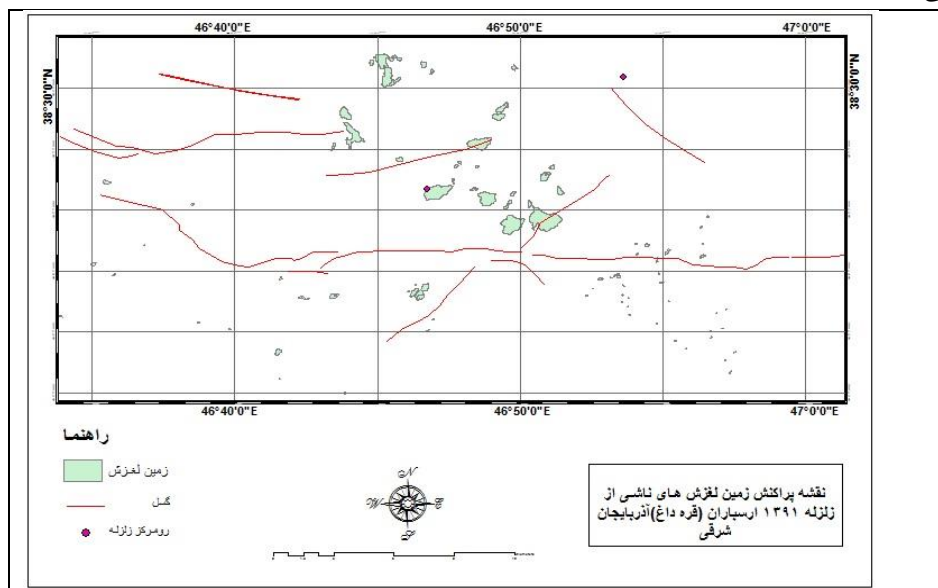 46°40'0"E 46°50'0"E 47°0'0"E
38°30'0"N 38°30'0"N
46°40'0"E 46°50'0"E 47°0'0"E
راهنما
زمین لغزش
گسل
رومرکز زلزله
N
W E
S
نقشه پراکنش زمین لغزش های ناشی از
زلزله ۱۳۹۱ ارسباران (قره داغ)آذربایجان
شرقی